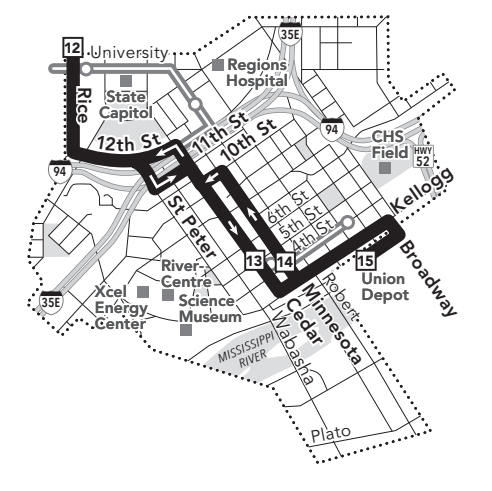 35E
12
University
Regions
Hospital
State
Capitol
Rice
11th St
10th St
12th St
94
CHS
Field
HWY
52
94
Kellogg
St Peter
6th St
5th St
4th St
Broadway
13
14
15
River-
Centre
Union
Depot
Xcel
Energy
Center
Science
Museum
35E
Robert
Minnesota
Cedar
Wabasha
MISSISSIPPI
RIVER
Plato